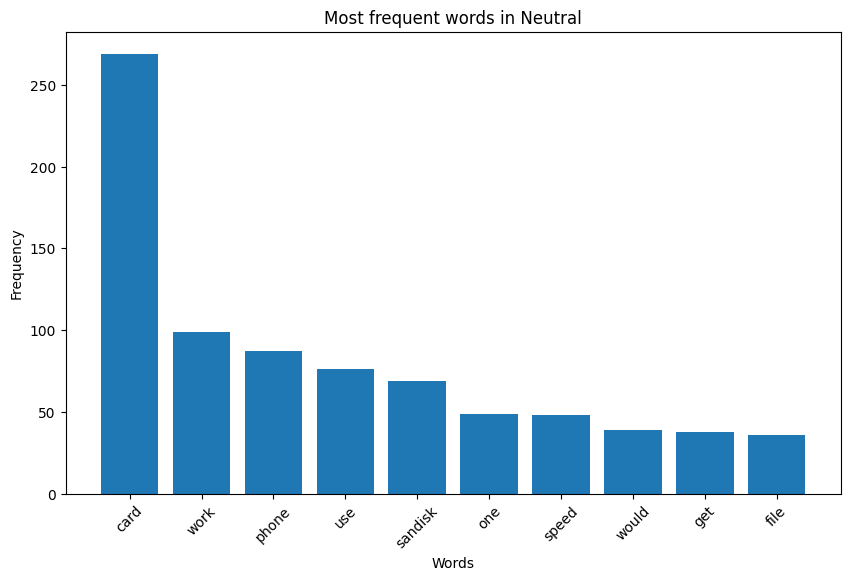 Most frequent words in Neutral
Frequency
250
200
150
100
50
0
card
work
phone
use
sandisk
one
speed
would
get
file
Words